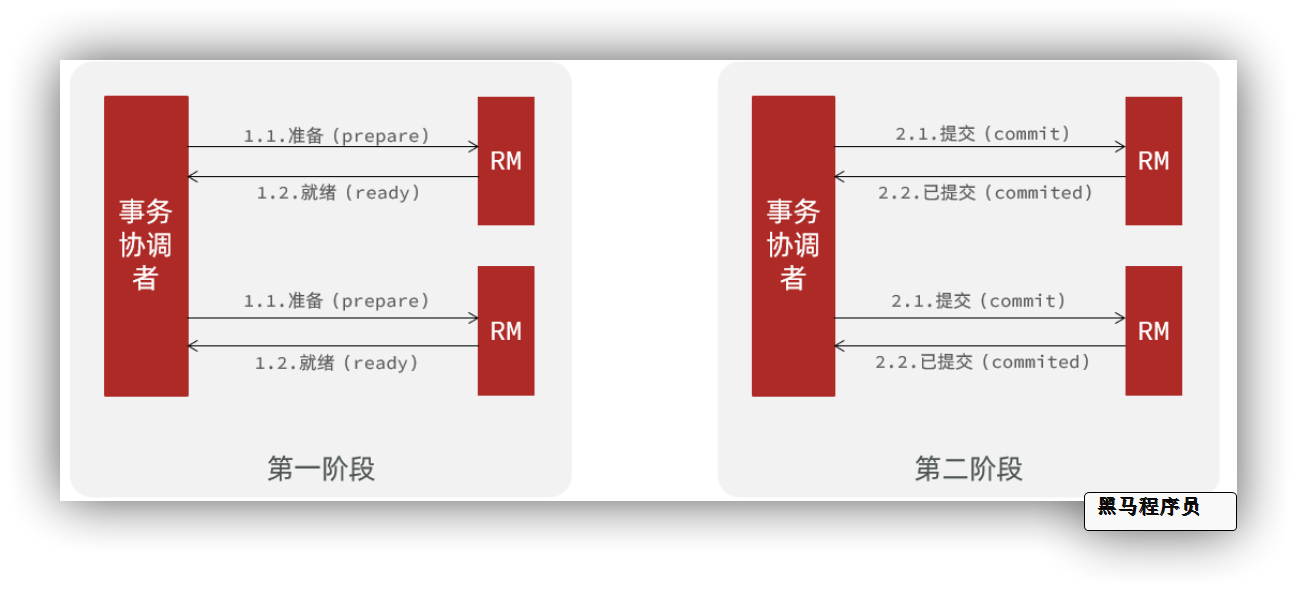 事务
协调
者
1.1.准备（prepare）
RM
1.2.就绪（ready）
1.1.准备（prepare）
RM
1.2.就绪（ready）
第一阶段
事务
协调
者
2.1.提交（commit）
RM
2.2.已提交（commited）
2.1.提交（commit）
RM
2.2.已提交（commited）
第二阶段
黑马程序员